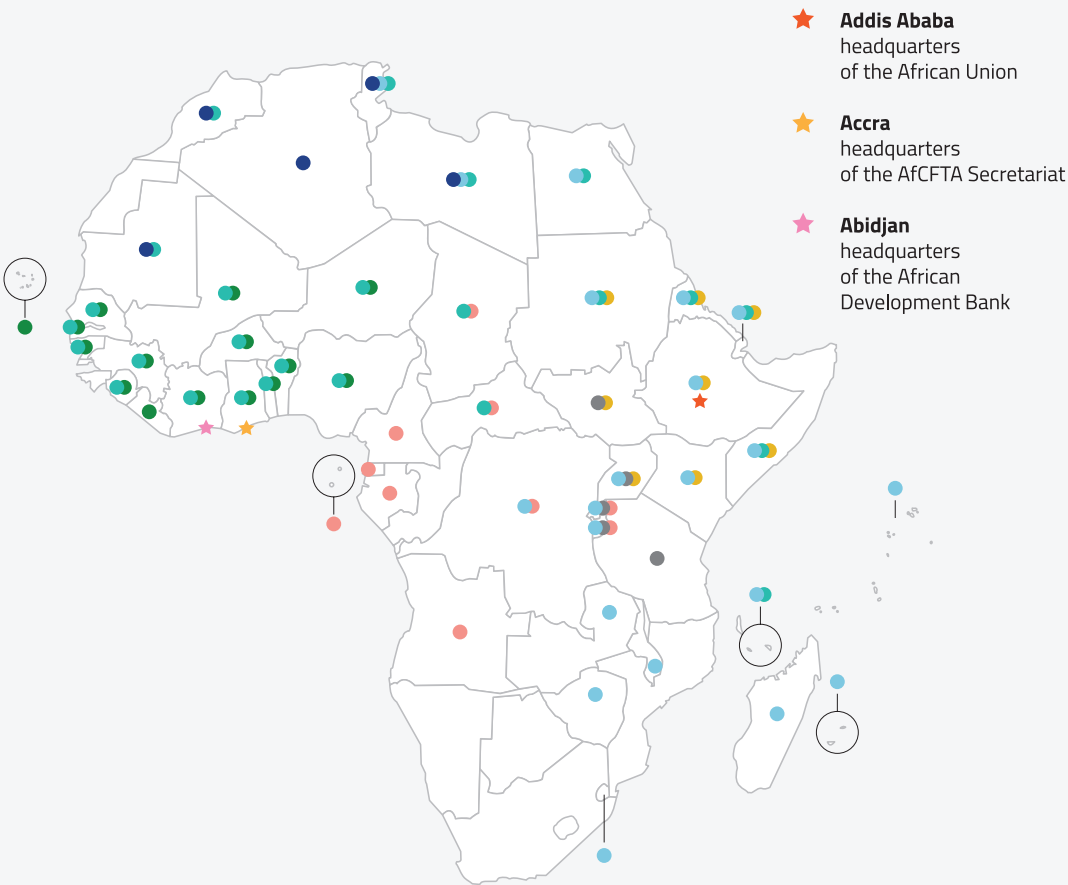 Addis Ababa
headquarters
of the African Union
Accra
headquarters
of the AfCFTA Secretariat
Abidjan
headquarters
of the African
Development Bank